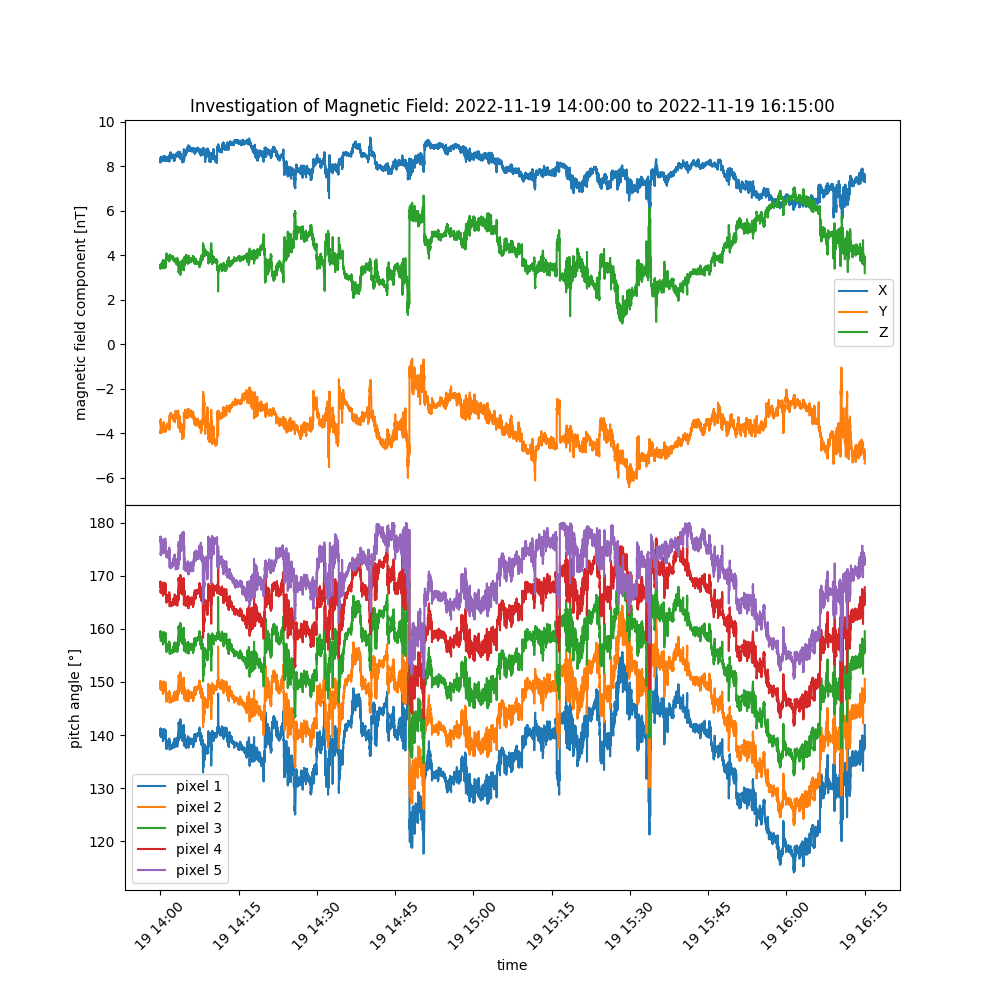 Investigation of Magnetic Field: 2022-11-19 14:00:00 to 2022-11-19 16:15:00
10
8
6
4
2
0
−2
−4
−6
magnetic field component [nT]
X
Y
Z
180
170
160
150
140
130
120
pitch angle [°]
pixel 1
pixel 2
pixel 3
pixel 4
pixel 5
19 14:00
19 14:15
19 14:30
19 14:45
19 15:00
19 15:15
19 15:30
19 15:45
19 16:00
19 16:15
time